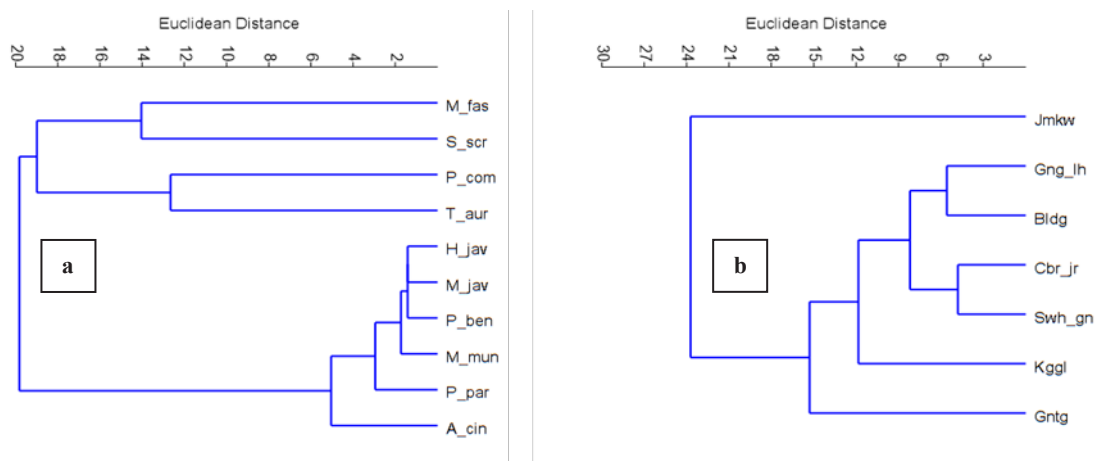 Euclidean Distance
20 18 16 14 12 10 8 6 4 2
M_fas
S_scr
P_com
T_aur
H_jav
M_jav
P_ben
M_mun
P_par
A_cin
a
Euclidean Distance
30 27 24 21 18 15 12 9 6 3
Jmkw
Gng_lh
Bldg
Cbr_jr
Swh_gn
Kggl
Gntg
b